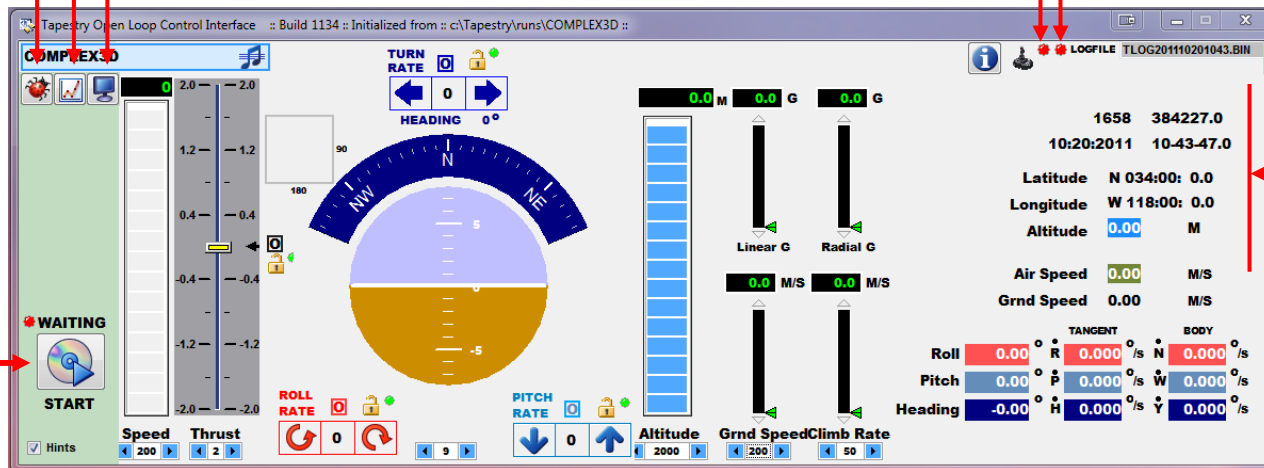 Tapestry Open Loop Control Interface :: Build 1134 :: Initialized from :: c:\Tapestry\runs\COMPLEX3D ::
COMPLEX3D
TURN
RATE O
0
HEADING 0°
LOGFILE TLOG201110201043.BIN
0
2.0 2.0
1.2 1.2
0.4 0.4
-0.4 -0.4
-1.2 -1.2
-2.0 -2.0
O
90
180
NW N NE
5
0
-5
0.0 M
0.0 G
0.0 G
Linear G Radial G
0.0 M/S
0.0 M/S
1658 384227.0
10:20:2011 10-43-47.0
Latitude N 034:00: 0.0
Longitude W 118:00: 0.0
Altitude 0.00 M
Air Speed 0.00 M/S
Grnd Speed 0.00 M/S
TANGENT BODY
Roll 0.00 ° R 0.000 °/s N 0.000 °/s
Pitch 0.00 ° P 0.000 °/s W 0.000 °/s
Heading -0.00 ° H 0.000 °/s Y 0.000 °/s
WAITING
START
Hints
Speed Thrust
200 2
ROLL
RATE O
0
9
PITCH
RATE O
0
Altitude Grnd Speed Climb Rate
2000 200 50